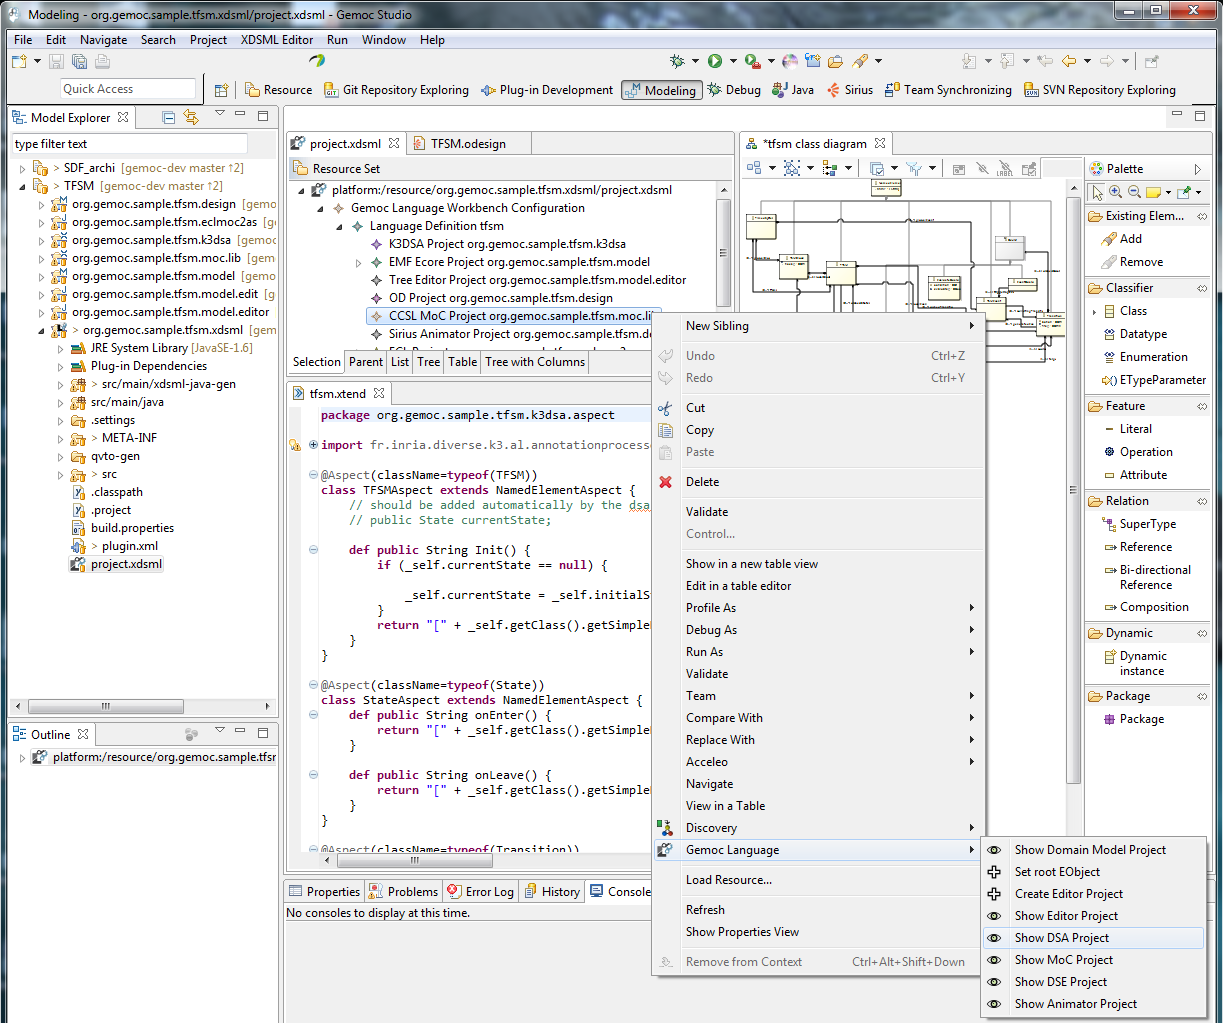 Modeling - org.gemoc.sample.tfsm.xdsml/project.xdsml - Gemoc Studio
File Edit Navigate Search Project XDSML Editor Run Window Help
Quick Access
Resource Git Repository Exploring Plug-in Development Modeling Debug Java Sirius Team Synchronizing SVN Repository Exploring
Model Explorer
type filter text
> SDF_archi [gemoc-dev master ↑2]
> TFSM [gemoc-dev master ↑2]
org.gemoc.sample.tfsm.design [gemo
org.gemoc.sample.tfsm.eclmoc2as [ge
org.gemoc.sample.tfsm.k3dsa [gemoc
org.gemoc.sample.tfsm.moc.lib [gemo
org.gemoc.sample.tfsm.model [gemo
org.gemoc.sample.tfsm.model.edit [g
org.gemoc.sample.tfsm.model.editor
> org.gemoc.sample.tfsm.xdsml [gem
JRE System Library [JavaSE-1.6]
Plug-in Dependencies
> src/main/xdsml-java-gen
src/main/java
.settings
> META-INF
qvto-gen
> src
.classpath
.project
build.properties
> plugin.xml
project.xdsml
Outline
platform:/resource/org.gemoc.sample.tfsm
project.xdsml
TFSM.odesign
Resource Set
platform:/resource/org.gemoc.sample.tfsm.xdsml/project.xdsml
Gemoc Language Workbench Configuration
Language Definition tfsm
K3DSA Project org.gemoc.sample.tfsm.k3dsa
EMF Ecore Project org.gemoc.sample.tfsm.model
Tree Editor Project org.gemoc.sample.tfsm.model.editor
OD Project org.gemoc.sample.tfsm.design
CCSL MoC Project org.gemoc.sample.tfsm.moc.lib
Sirius Animator Project org.gemoc.sample.tfsm.de
Selection Parent List Tree Table Tree with Columns
tfsm.xtend
package org.gemoc.sample.tfsm.k3dsa.aspect
import fr.inria.diverse.k3.al.annotationprocesso
@Aspect(className=typeof(TFSM))
class TFSMAspect extends NamedElementAspect {
// should be added automatically by the dsa
// public State currentState;
def public String Init() {
if (_self.currentState == null) {
_self.currentState = _self.initialSt
}
return "[" + _self.getClass().getSimpleN
}
}
@Aspect(className=typeof(State))
class StateAspect extends NamedElementAspect {
def public String onEnter() {
return "[" + _self.getClass().getSimpleN
}
def public String onLeave() {
return "[" + _self.getClass().getSimpleN
}
}
@Aspect(className=typeof(Transition))
Properties Problems Error Log History Console
No consoles to display at this time.
*tfsm class diagram
Palette
Existing Elem...
Add
Remove
Classifier
Class
Datatype
Enumeration
ETypeParameter
Feature
Literal
Operation
Attribute
Relation
SuperType
Reference
Bi-directional
Reference
Composition
Dynamic
Dynamic
instance
Package
Package
New Sibling
Undo Ctrl+Z
Redo Ctrl+Y
Cut
Copy
Paste
Delete
Validate
Control...
Show in a new table view
Edit in a table editor
Profile As
Debug As
Run As
Validate
Team
Compare With
Replace With
Acceleo
Navigate
View in a Table
Discovery
Gemoc Language
Load Resource...
Refresh
Show Properties View
Remove from Context Ctrl+Alt+Shift+Down
Show Domain Model Project
Set root EObject
Create Editor Project
Show Editor Project
Show DSA Project
Show MoC Project
Show DSE Project
Show Animator Project